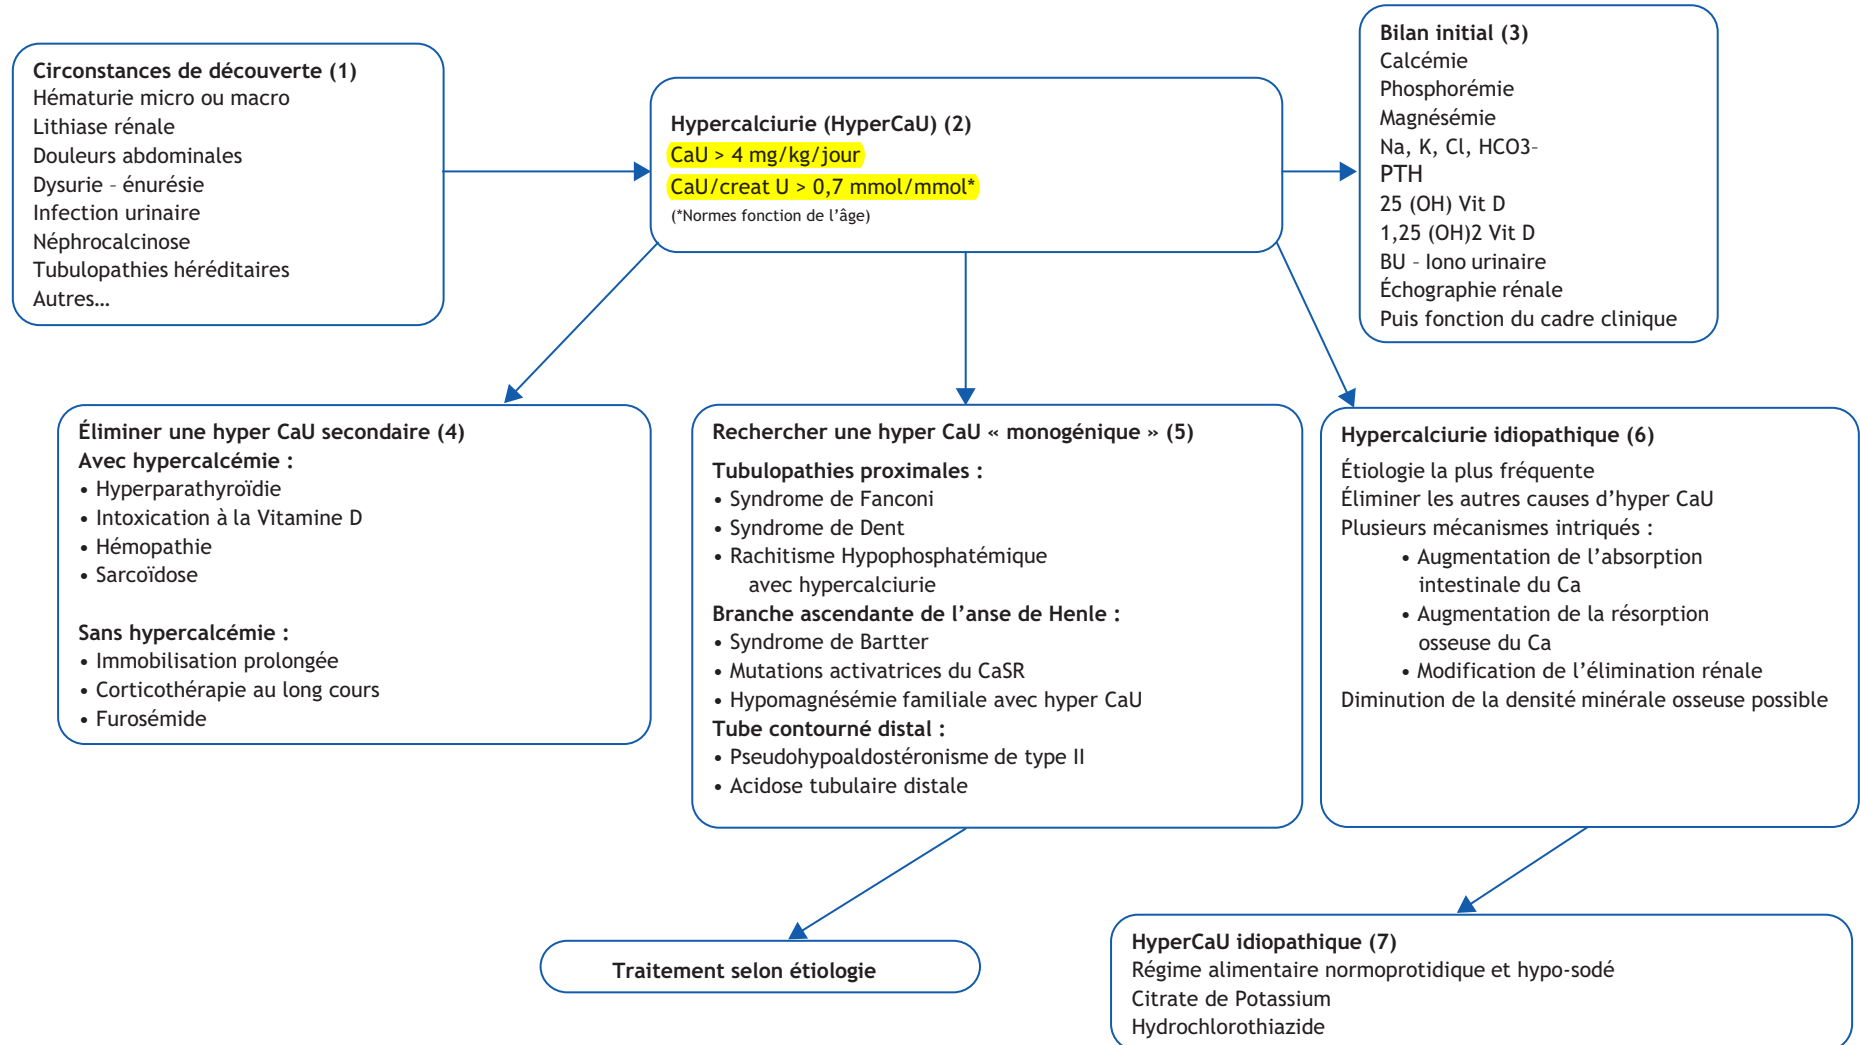 Circonstances de découverte (1)
Hématurie micro ou macro
Lithiase rénale
Douleurs abdominales
Dysurie – énurésie
Infection urinaire
Néphrocalcinose
Tubulopathies héréditaires
Autres…
Hypercalciurie (HyperCaU) (2)
CaU > 4 mg/kg/jour
CaU/creat U > 0,7 mmol/mmol*
(*Normes fonction de l’âge)
Bilan initial (3)
Calcémie
Phosphorémie
Magnésémie
Na, K, Cl, HCO3–
PTH
25 (OH) Vit D
1,25 (OH)2 Vit D
BU – Iono urinaire
Échographie rénale
Puis fonction du cadre clinique
Éliminer une hyper CaU secondaire (4)
Avec hypercalcémie :
• Hyperparathyroïdie
• Intoxication à la Vitamine D
• Hémopathie
• Sarcoïdose
Sans hypercalcémie :
• Immobilisation prolongée
• Corticothérapie au long cours
• Furosémide
Rechercher une hyper CaU « monogénique » (5)
Tubulopathies proximales :
• Syndrome de Fanconi
• Syndrome de Dent
• Rachitisme Hypophosphatémique
avec hypercalciurie
Branche ascendante de l’anse de Henle :
• Syndrome de Bartter
• Mutations activatrices du CaSR
• Hypomagnésémie familiale avec hyper CaU
Tube contourné distal :
• Pseudohypoaldostéronisme de type II
• Acidose tubulaire distale
Hypercalciurie idiopathique (6)
Étiologie la plus fréquente
Éliminer les autres causes d’hyper CaU
Plusieurs mécanismes intriqués :
• Augmentation de l’absorption
intestinale du Ca
• Augmentation de la résorption
osseuse du Ca
• Modification de l’élimination rénale
Diminution de la densité minérale osseuse possible
Traitement selon étiologie
HyperCaU idiopathique (7)
Régime alimentaire normoprotidique et hypo-sodé
Citrate de Potassium
Hydrochlorothiazide